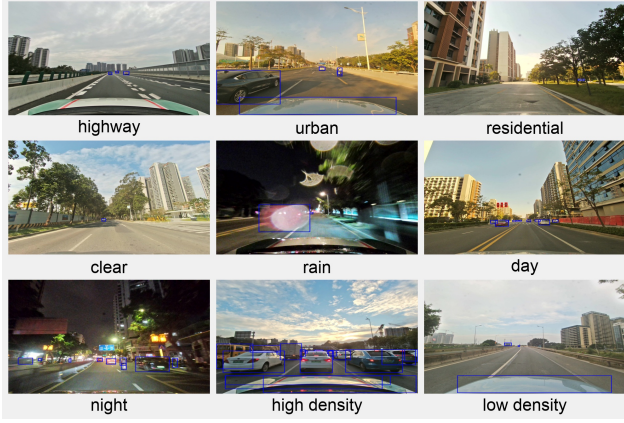 highway
urban
residential
clear
rain
day
night
high density
low density